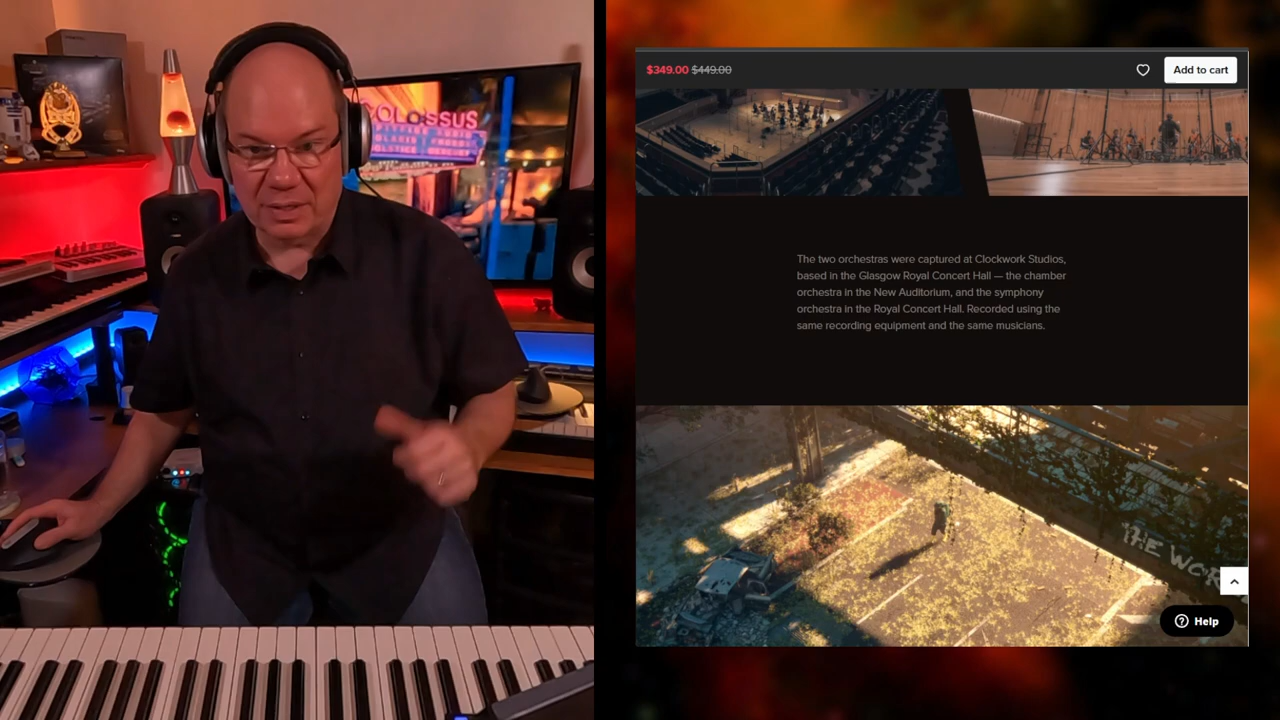 COLOSSUS
$349.00 $449.00
Add to cart
The two orchestras were captured at Clockwork Studios,
based in the Glasgow Royal Concert Hall — the chamber
orchestra in the New Auditorium, and the symphony
orchestra in the Royal Concert Hall. Recorded using the
same recording equipment and the same musicians.
THE WOR
Help